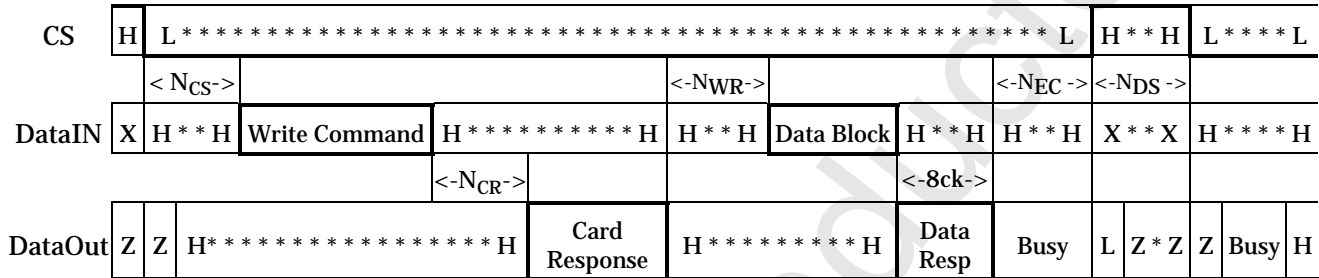 CS H L * * * * * * * * * * * * * * * * * * * * * * * * * * * * * * * * * * * * * * * * * * * * * * * * * * * L H * * H L * * * * L
< NCS-> <-NWR-> <-NEC -> <-NDS ->
DataIN X H * * H Write Command H * * * * * * * * * * H H * * H Data Block H * * H H * * H X * * X H * * * * H
<-NCR-> <-8ck->
DataOut Z Z H* * * * * * * * * * * * * * * * * H Card Response H * * * * * * * * * H Data Resp Busy L Z * Z Z Busy H